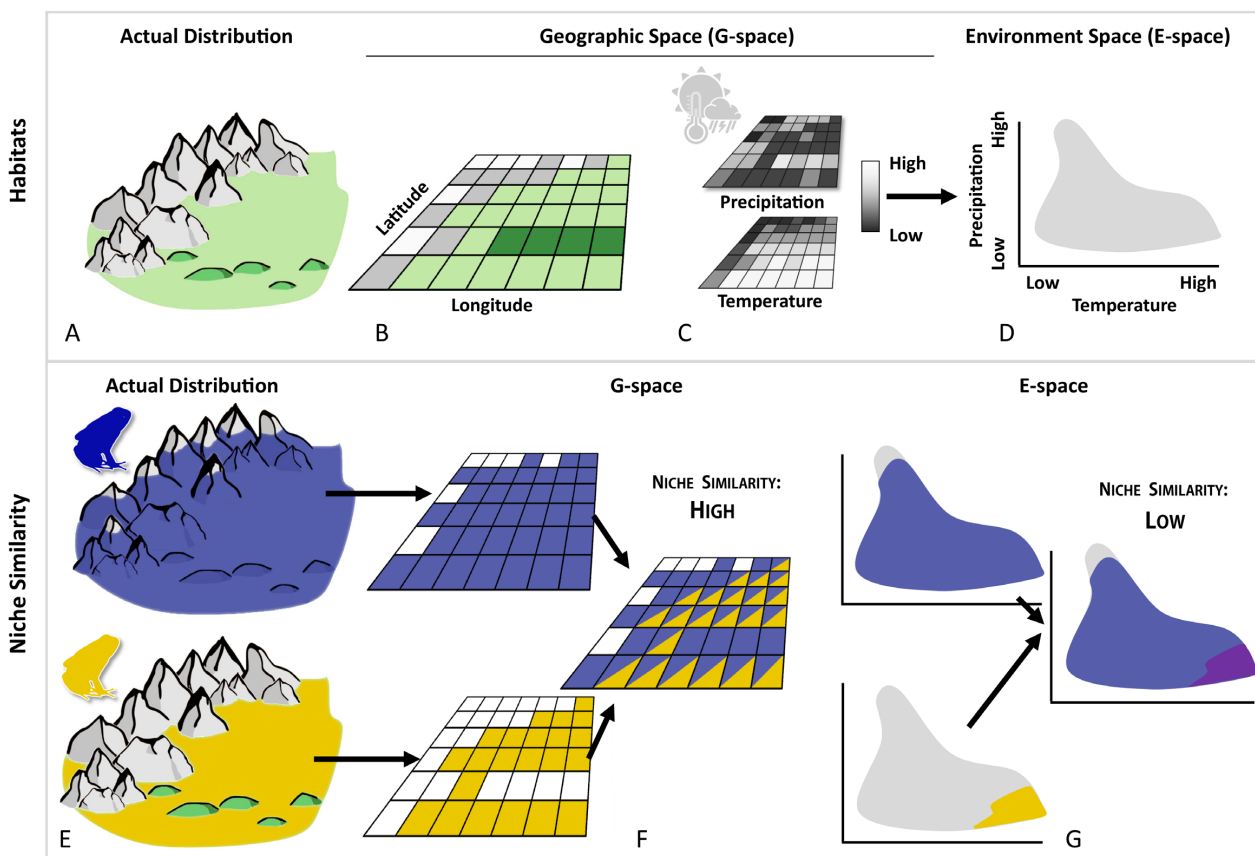 Actual Distribution
Geographic Space (G-space)
Environment Space (E-space)
Habitats
Latitude
Longitude
Precipitation
Temperature
High
Low
Precipitation
Low
High
Low
High
Temperature
A
B
C
D
Niche Similarity
Actual Distribution
G-space
E-space
Niche Similarity:
High
Niche Similarity:
Low
E
F
G